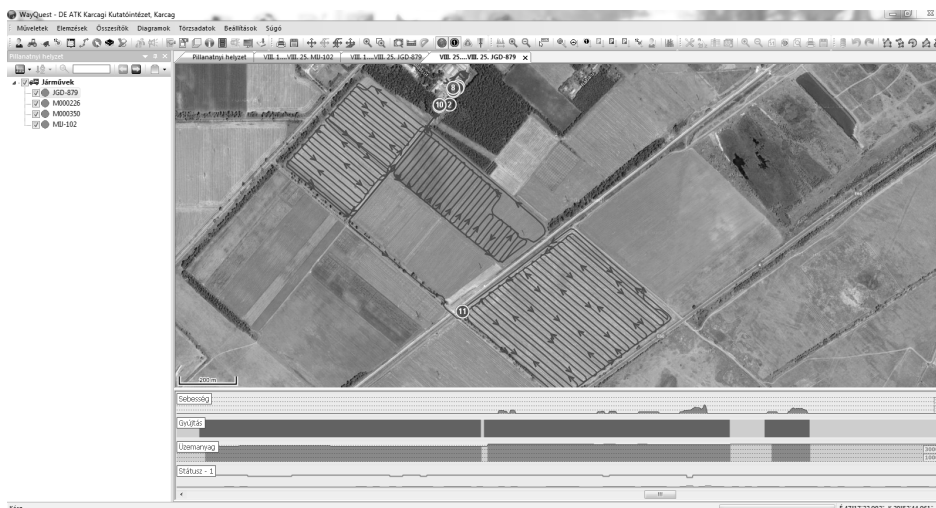 WayQuest - DE ATK Karcagi Kutatóintézet, Karcag
Műveletek Elemzések Összesítők Diagramok Törzsadatok Beállítások Súgó
Pillanatnyi helyzet
Pillanatnyi helyzet VIII. 1....VIII. 25. MIJ-102 VIII. 1....VIII. 25. JGD-879 VIII. 25....VIII. 25. JGD-879 x
Járművek
JGD-879
M000226
M000350
MIJ-102
8
10 2
11
200 m
Sebesség
Gyújtás
Üzemanyag
Státusz - 1